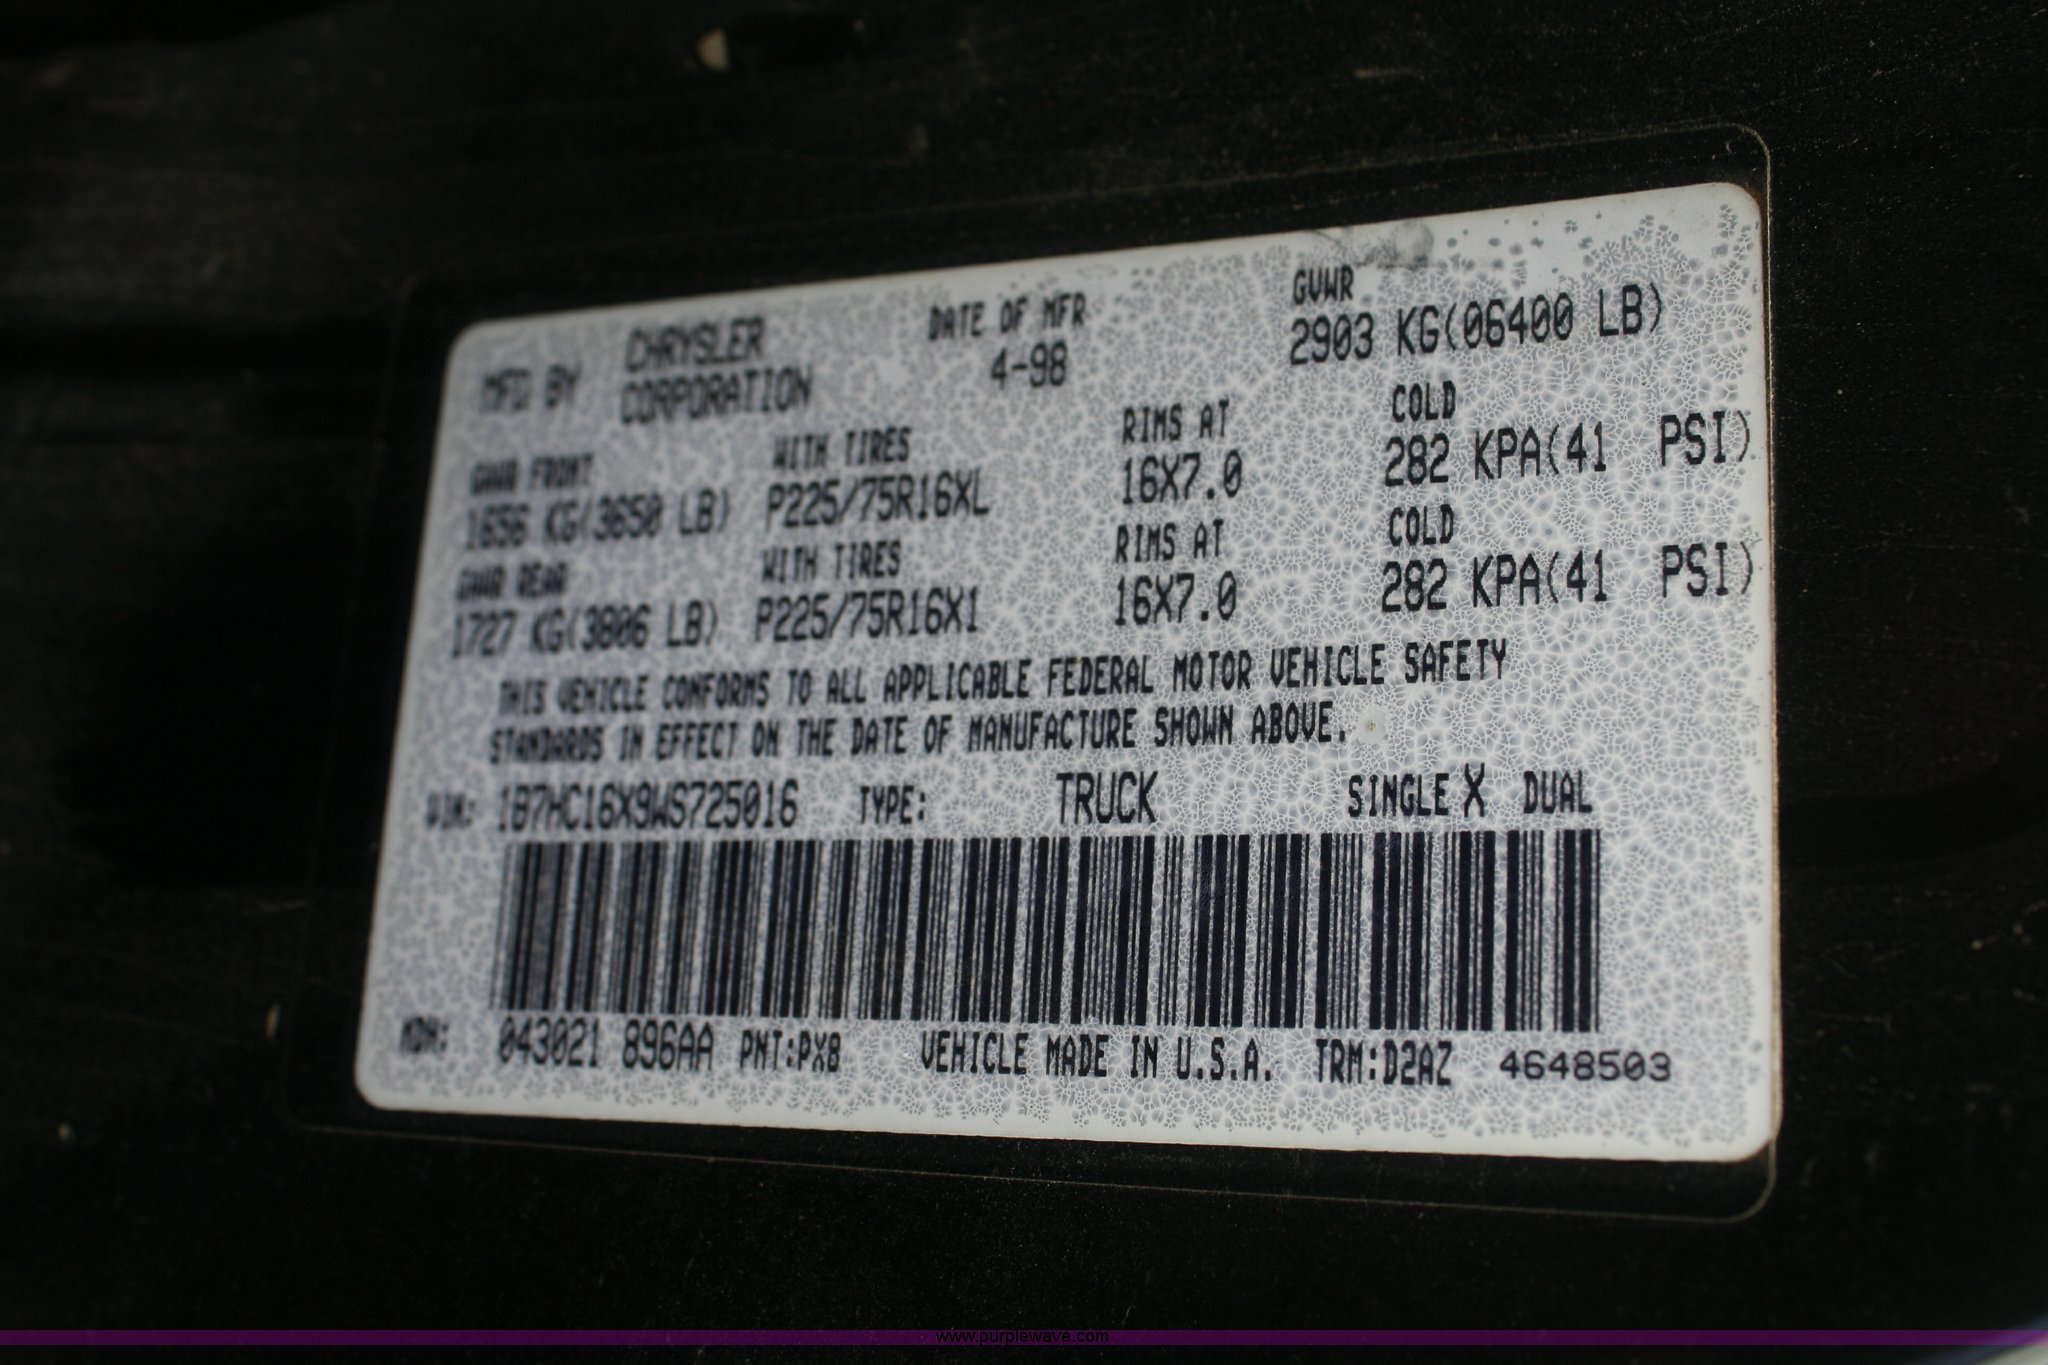 MFD BY CHRYSLER CORPORATION DATE OF MFR 4-98 GVWR 2903 KG(06400 LB)
GAWR FRONT WITH TIRES RIMS AT COLD
1656 KG(3650 LB) P225/75R16XL 16X7.0 282 KPA(41 PSI)
GAWR REAR WITH TIRES RIMS AT COLD
1727 KG(3806 LB) P225/75R16X1 16X7.0 282 KPA(41 PSI)
THIS VEHICLE CONFORMS TO ALL APPLICABLE FEDERAL MOTOR VEHICLE SAFETY
STANDARDS IN EFFECT ON THE DATE OF MANUFACTURE SHOWN ABOVE.
VIN: 1B7HC16X9WS725016 TYPE: TRUCK SINGLE X DUAL
MDH: 043021 896AA PNT:PX8 VEHICLE MADE IN U.S.A. TRM:D2AZ 4648503
www.purplewave.com